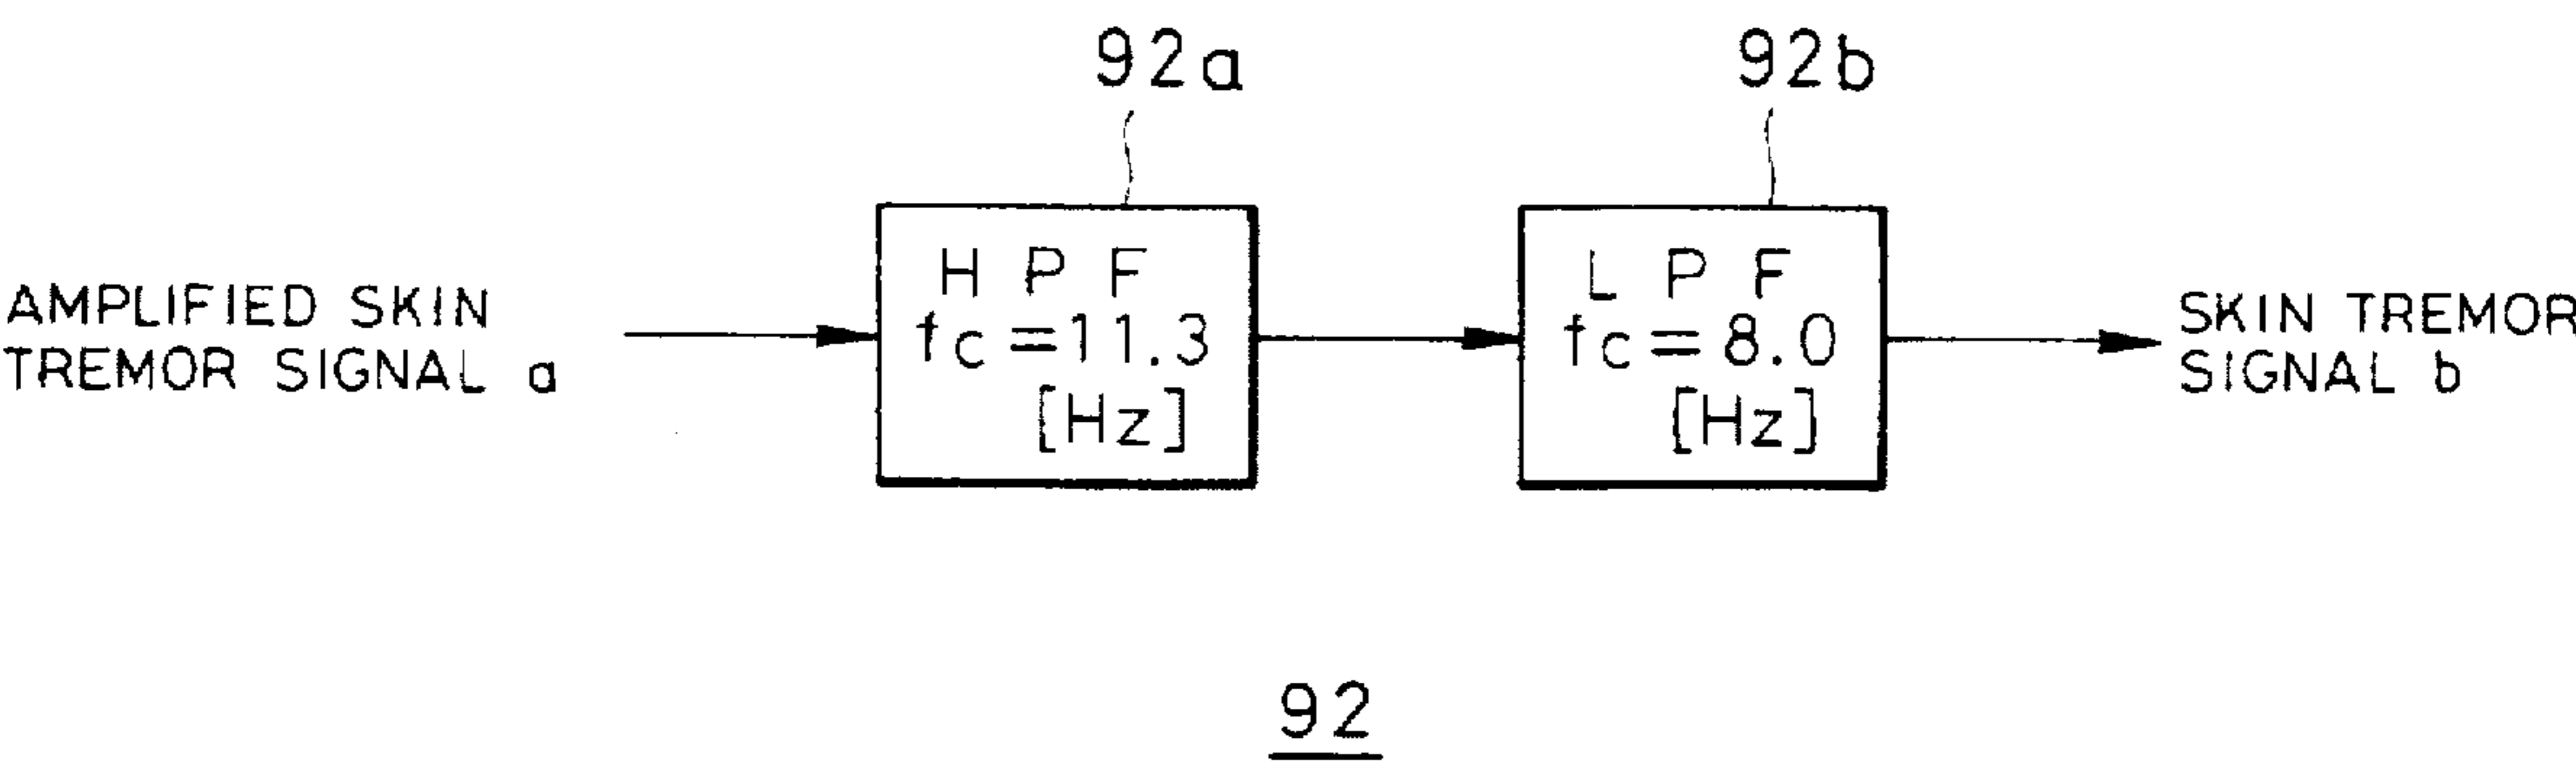 92a
92b
AMPLIFIED SKIN
TREMOR SIGNAL a
H P F
fc=11.3
[Hz]
L P F
fc=8.0
[Hz]
SKIN TREMOR
SIGNAL b
92